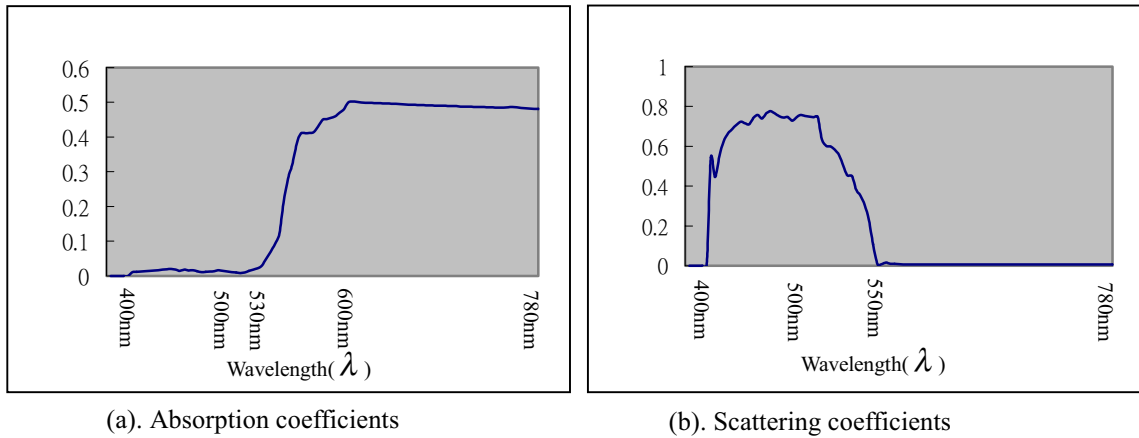 0.6
0.5
0.4
0.3
0.2
0.1
0
400nm
500nm
530nm
600nm
780nm
Wavelength( λ )
(a). Absorption coefficients
1
0.8
0.6
0.4
0.2
0
400nm
500nm
550nm
780nm
Wavelength( λ )
(b). Scattering coefficients